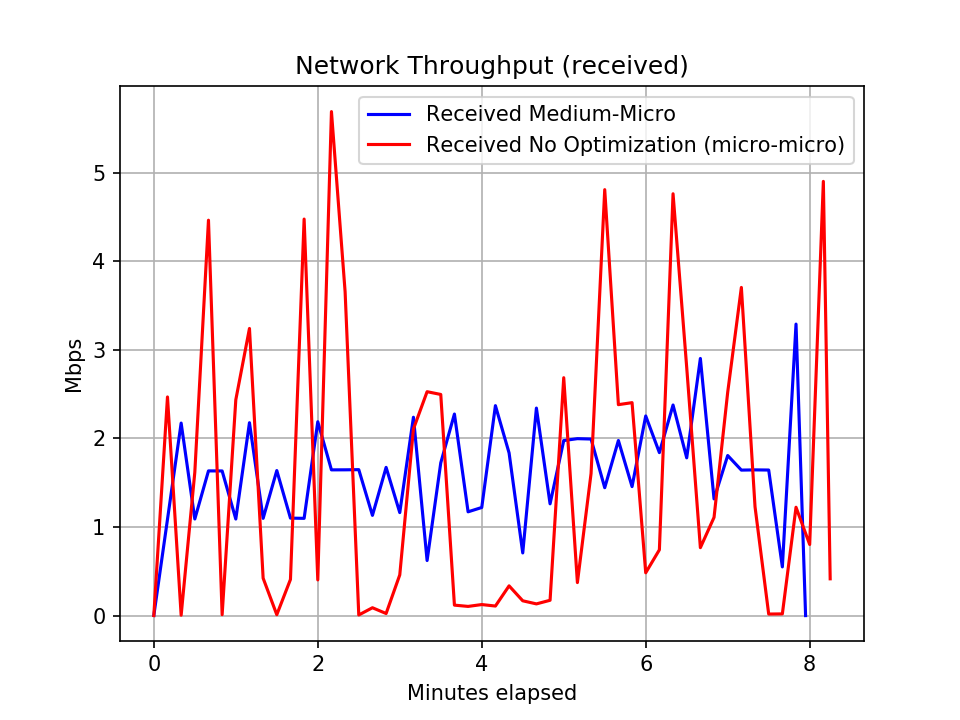 Network Throughput (received)
Received Medium-Micro
Received No Optimization (micro-micro)
5
4
3
2
1
0
Mbps
0 2 4 6 8
Minutes elapsed